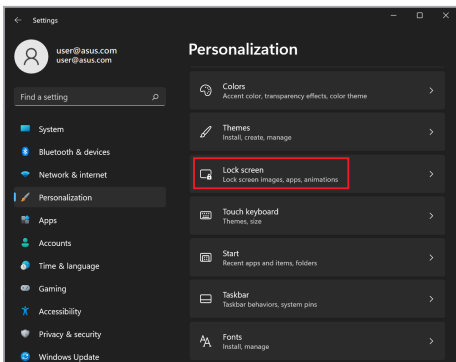 Settings
user@asus.com
user@asus.com
Find a setting
System
Bluetooth & devices
Network & internet
Personalization
Apps
Accounts
Time & language
Gaming
Accessibility
Privacy & security
Windows Update
Personalization
Colors
Accent color, transparency effects, color theme
Themes
Install, create, manage
Lock screen
Lock screen images, apps, animations
Touch keyboard
Themes, size
Start
Recent apps and items, folders
Taskbar
Taskbar behaviors, system pins
Fonts
Install, manage